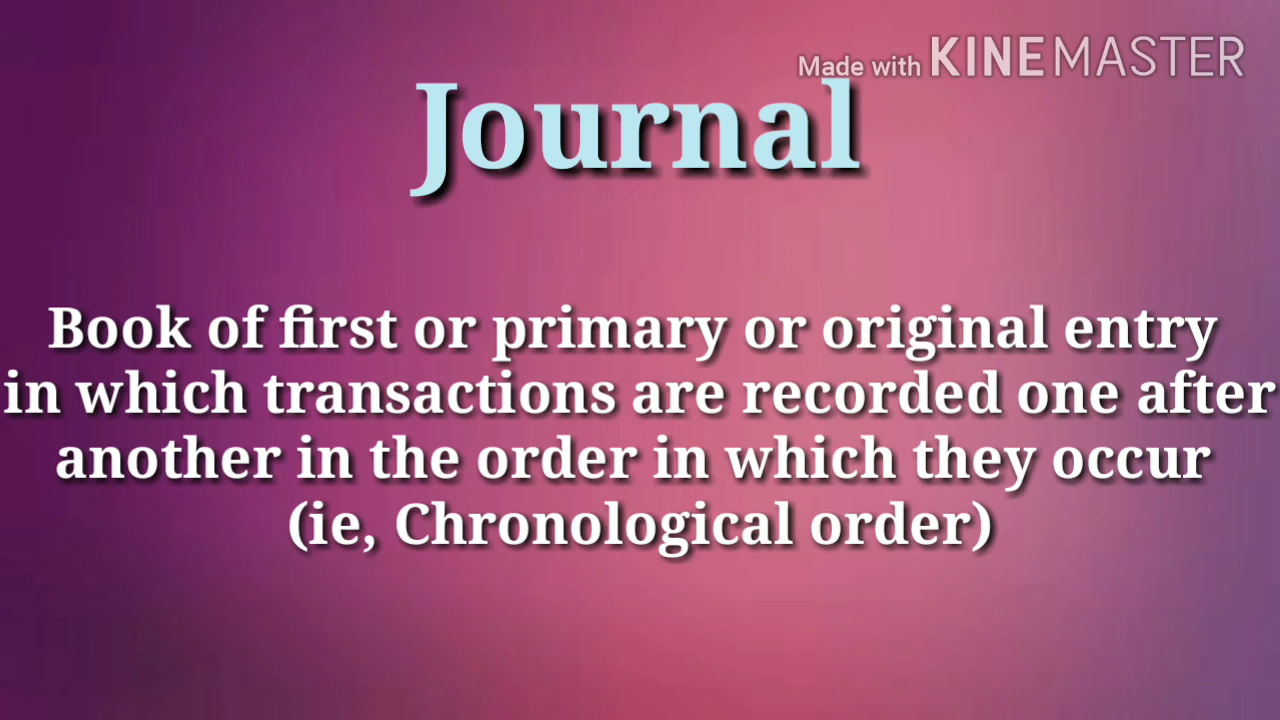 Made with KINEMASTER
Journal
Book of first or primary or original entry
in which transactions are recorded one after
another in the order in which they occur
(ie, Chronological order)